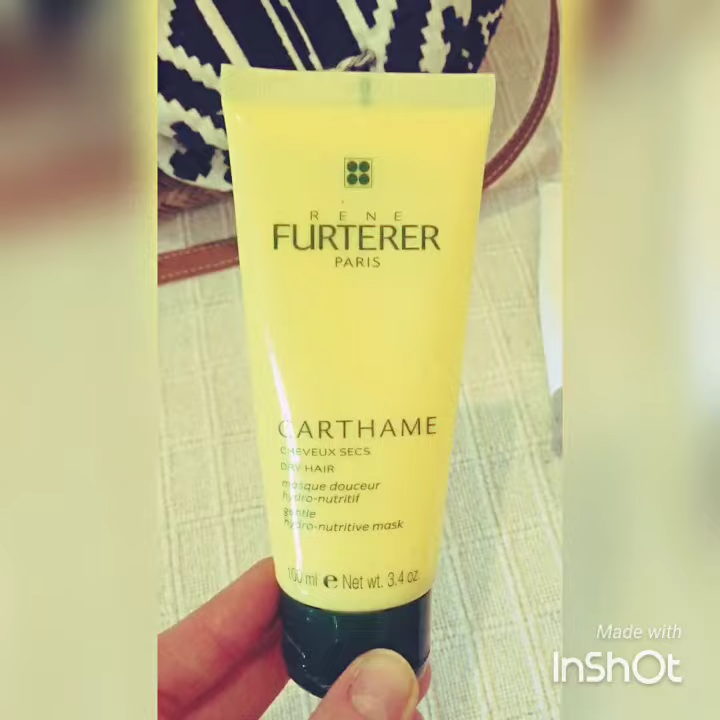 RENE
FURTERER
PARIS
CARTHAME
CHEVEUX SECS
DRY HAIR
masque douceur
hydro-nutritif
gentle
hydro-nutritive mask
100 ml e Net wt. 3.4 oz
Made with
InShOt